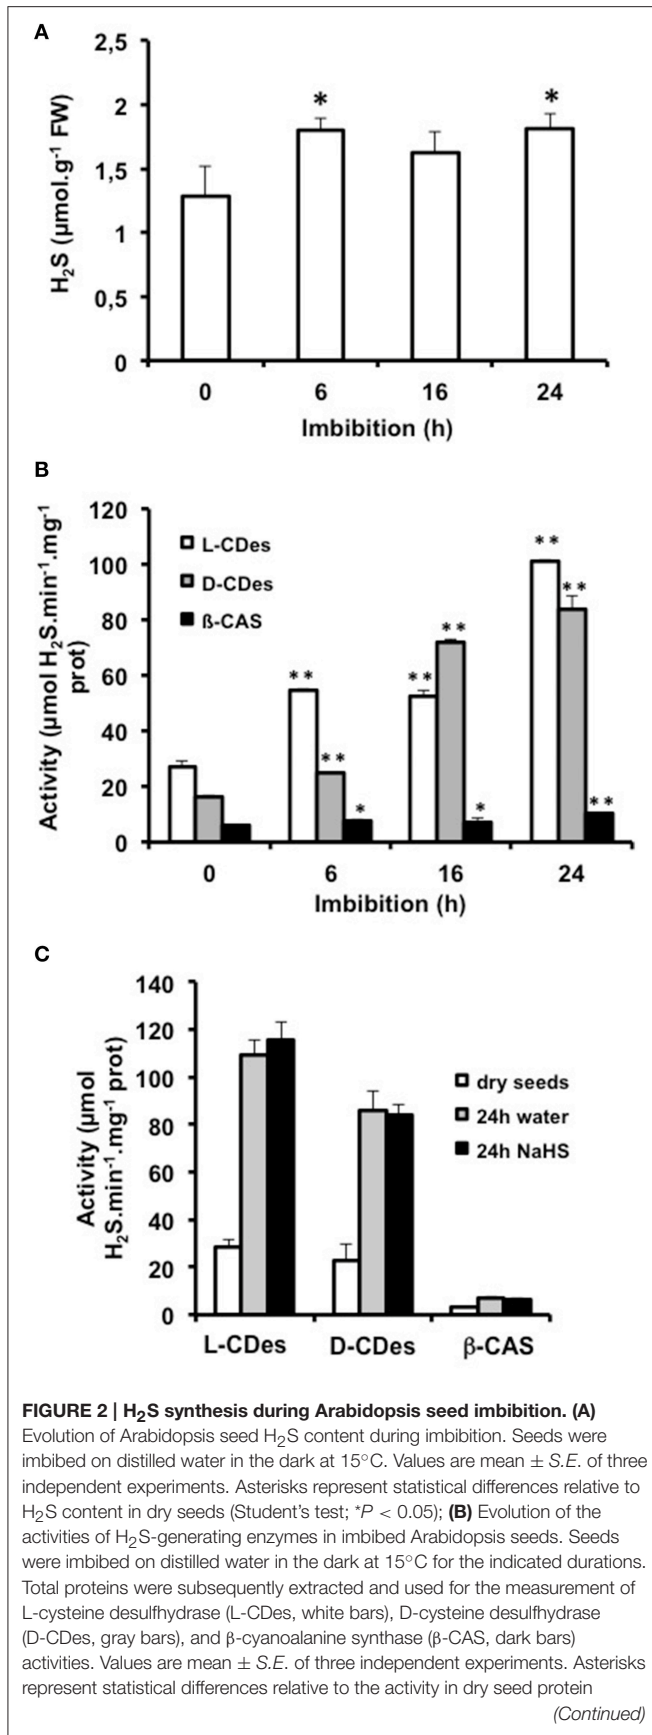 A
H2S (µmol.g-1 FW)
2,5
2
1,5
1
0,5
0
*
*
0 6 16 24
Imbibition (h)
B
Activity (µmol H2S.min-1.mg-1
prot)
120
100
80
60
40
20
0
L-CDes
D-CDes
ß-CAS
**
**
*
**
**
*
**
**
**
0 6 16 24
Imbibition (h)
C
Activity (µmol
H2S.min-1.mg-1 prot)
140
120
100
80
60
40
20
0
dry seeds
24h water
24h NaHS
L-CDes D-CDes β-CAS
FIGURE 2 | H2S synthesis during Arabidopsis seed imbibition. (A)
Evolution of Arabidopsis seed H2S content during imbibition. Seeds were
imbibed on distilled water in the dark at 15°C. Values are mean ± S.E. of three
independent experiments. Asterisks represent statistical differences relative to
H2S content in dry seeds (Student's test; *P < 0.05); (B) Evolution of the
activities of H2S-generating enzymes in imbibed Arabidopsis seeds. Seeds
were imbibed on distilled water in the dark at 15°C for the indicated durations.
Total proteins were subsequently extracted and used for the measurement of
L-cysteine desulfhydrase (L-CDes, white bars), D-cysteine desulfhydrase
(D-CDes, gray bars), and β-cyanoalanine synthase (β-CAS, dark bars)
activities. Values are mean ± S.E. of three independent experiments. Asterisks
represent statistical differences relative to the activity in dry seed protein
(Continued)